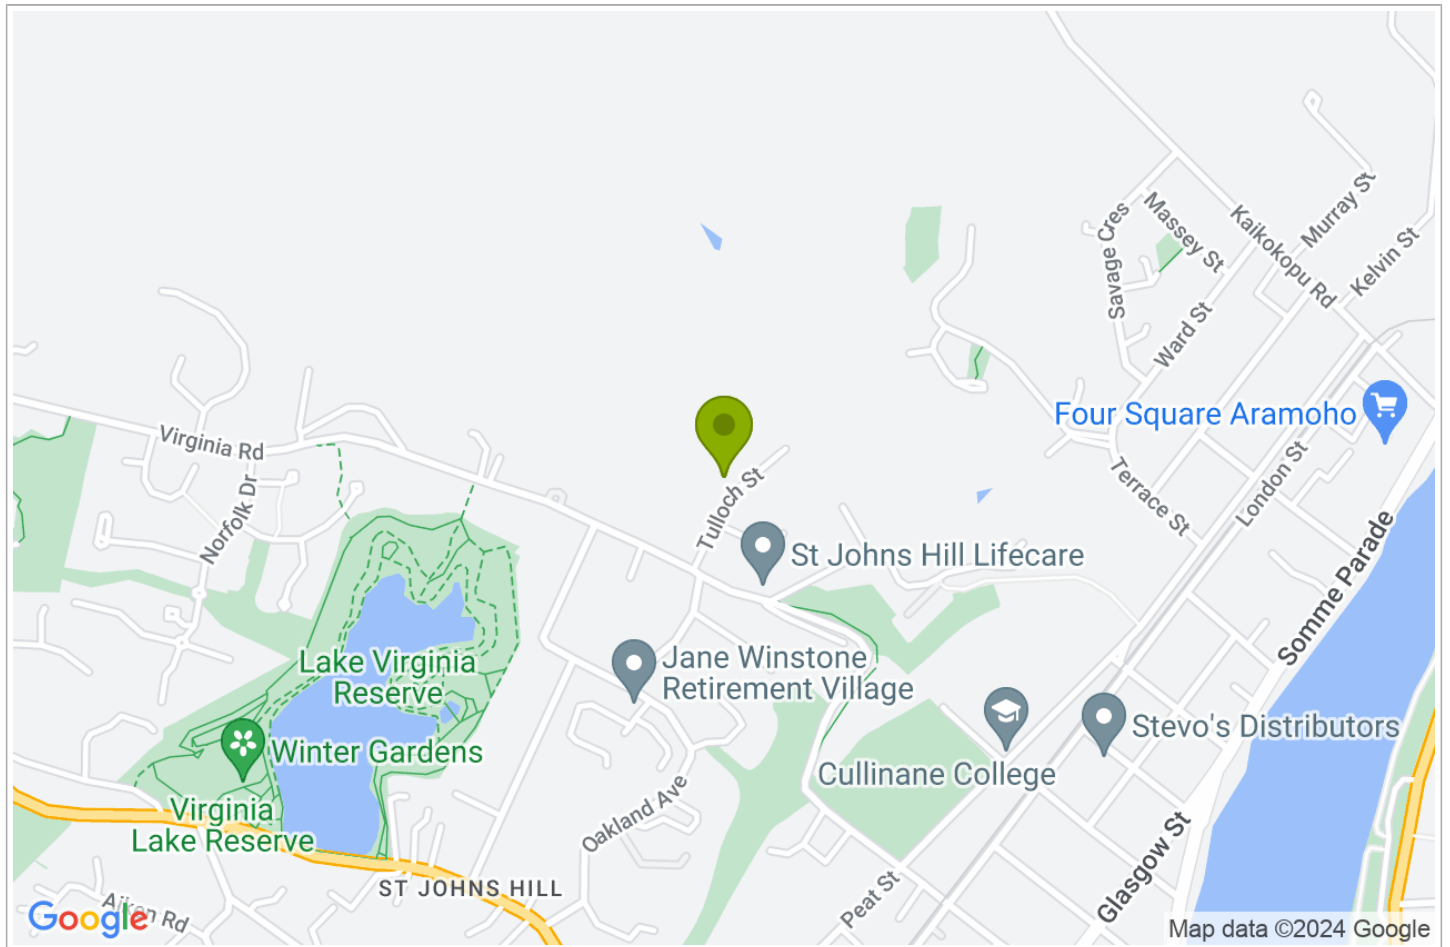 Massey St
Savage Cres
Kaikokopu Rd
Murray St
Kelvin St
Ward St
Four Square Aramoho
Virginia Rd
Norfolk Dr
Tulloch St
Terrace St
London St
St Johns Hill Lifecare
Somme Parade
Lake Virginia
Reserve
Jane Winstone
Retirement Village
Winter Gardens
Stevo's Distributors
Cullinane College
Virginia
Lake Reserve
Oakland Ave
ST JOHNS HILL
Peat St
Glasgow St
Aiken Rd
Google
Map data ©2024 Google